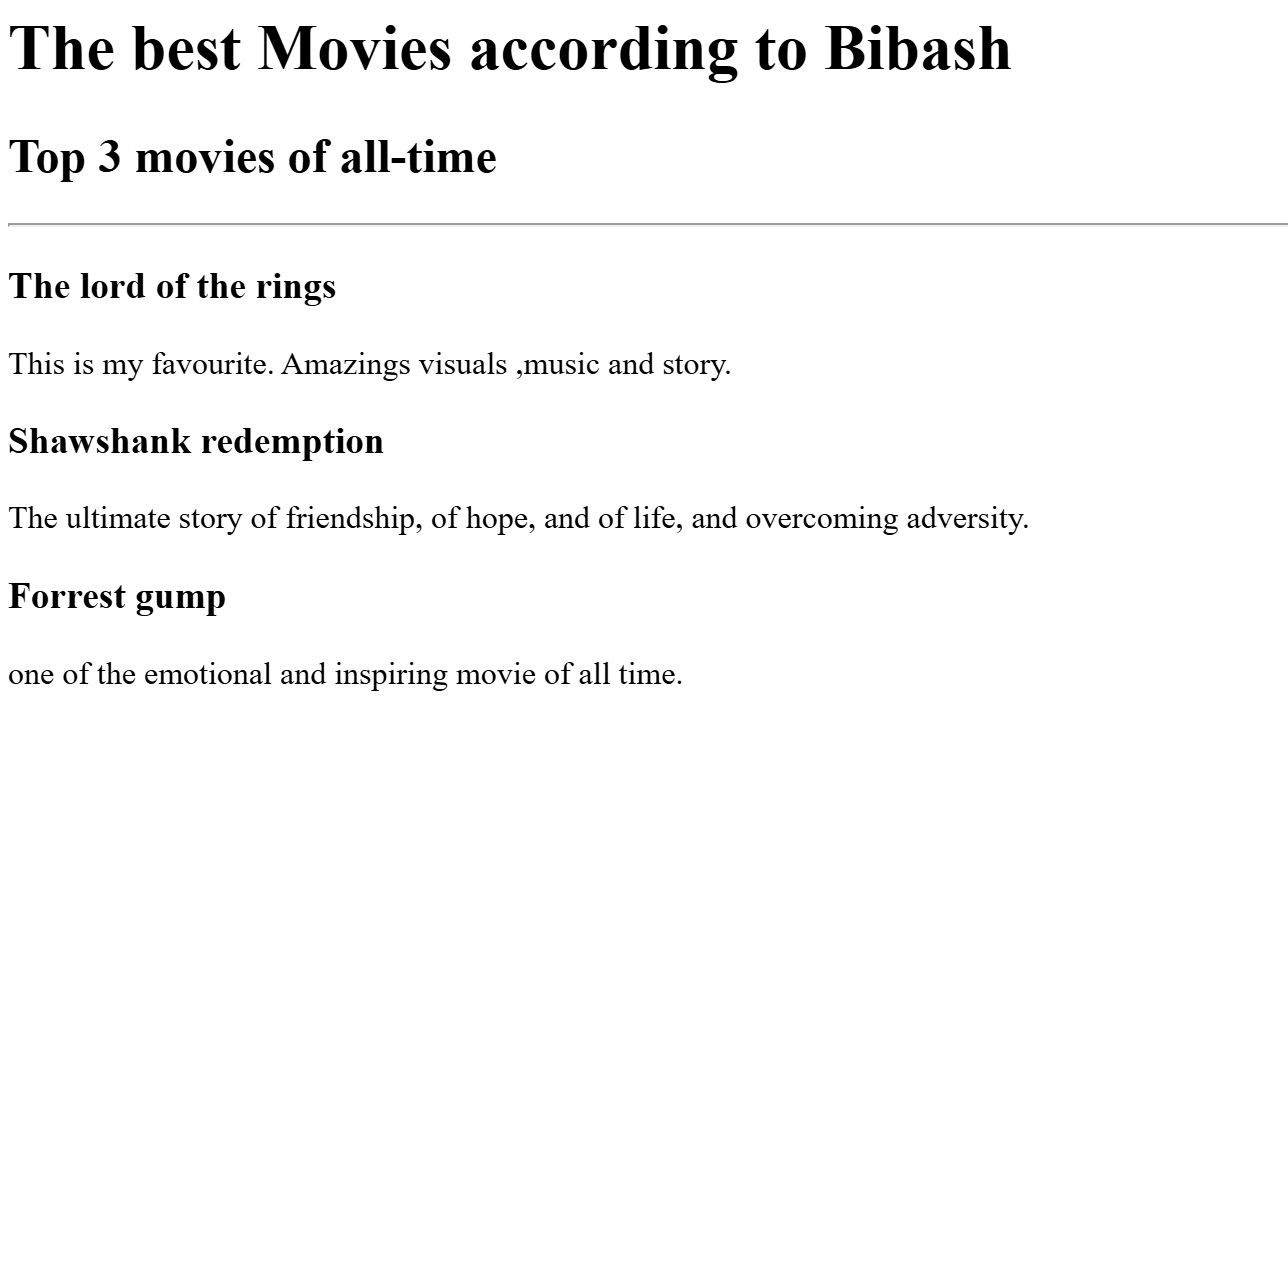 The best Movies according to Bibash
Top 3 movies of all-time
The lord of the rings
This is my favourite. Amazings visuals ,music and story.
Shawshank redemption
The ultimate story of friendship, of hope, and of life, and overcoming adversity.
Forrest gump
one of the emotional and inspiring movie of all time.